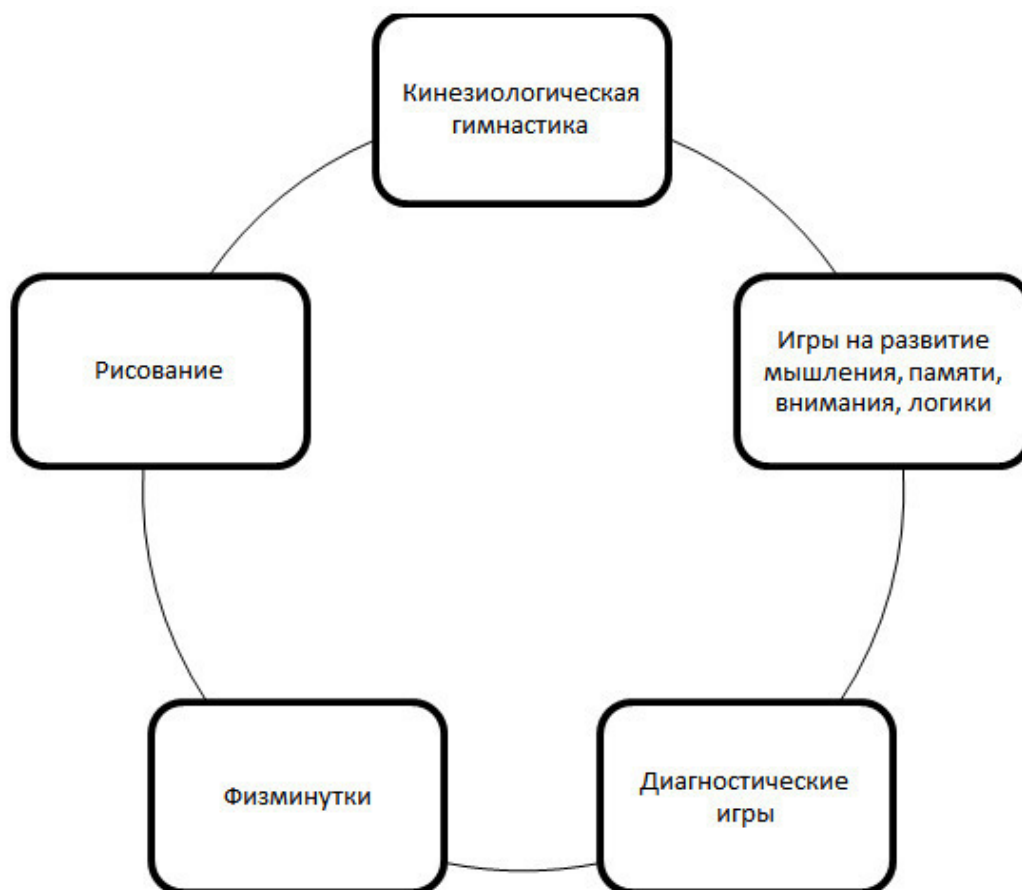 Кинезиологическая
гимнастика
Игры на развитие
мышления, памяти,
внимания, логики
Диагностические
игры
Физминутки
Рисование